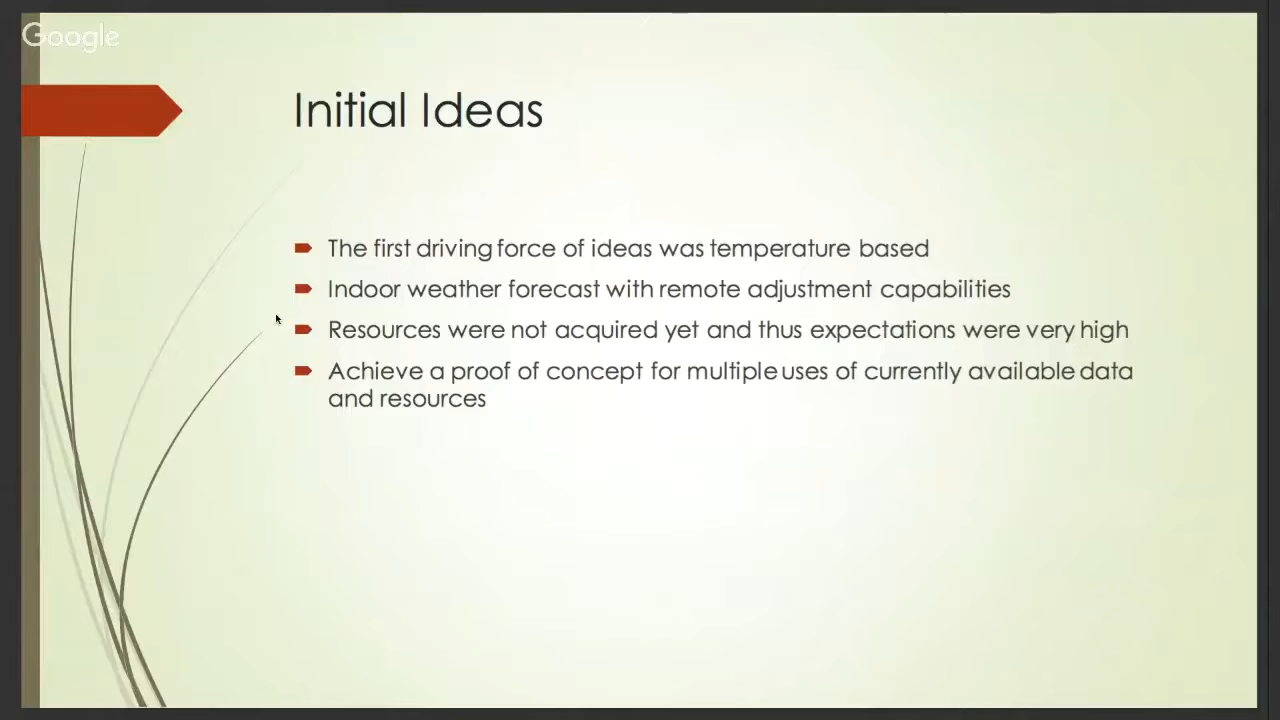 Google
Initial Ideas
The first driving force of ideas was temperature based
Indoor weather forecast with remote adjustment capabilities
Resources were not acquired yet and thus expectations were very high
Achieve a proof of concept for multiple uses of currently available data
and resources